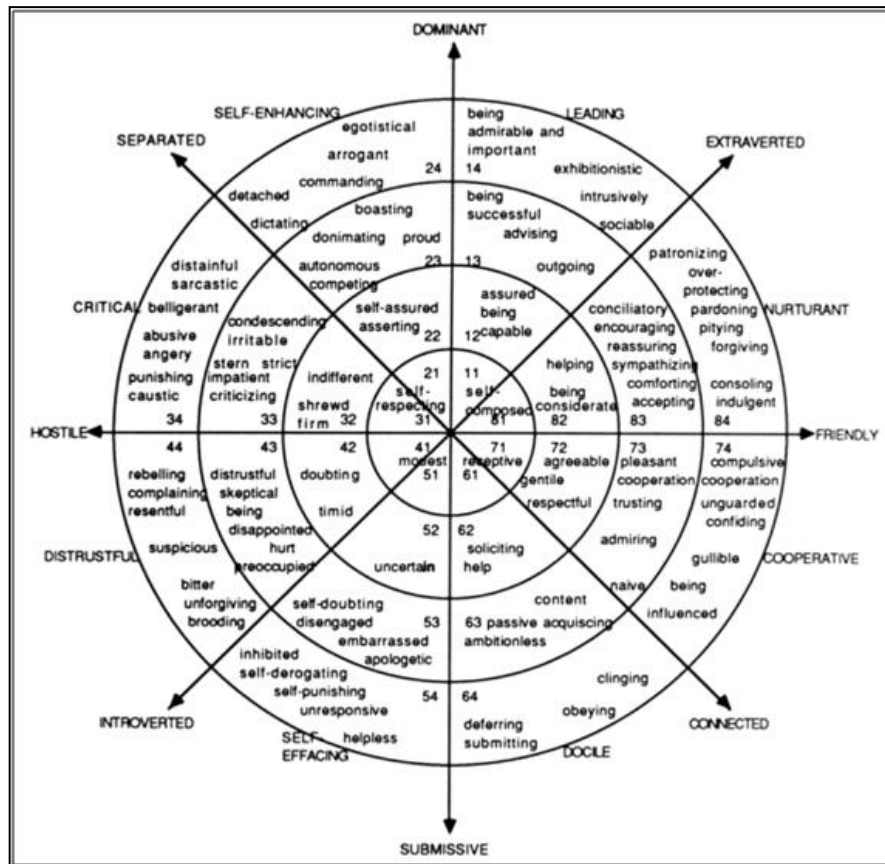 DOMINANT
SELF-ENHANCING
LEADING
SEPARATED
EXTRAVERTED
egotistical
arrogant
commanding
24
14
being
admirable and
important
exhibitionistic
intrusively
sociable
detached
dictating
boasting
donimating proud
autonomous
competing
23
13
being
successful
advising
outgoing
patronizing
over-
protecting
pardoning
pitying
forgiving
NURTURANT
distainful
sarcastic
CRITICAL
belligerant
abusive
angery
punishing
caustic
condescending
irritable
stern strict
impatient
criticizing
self-assured
asserting
22
12
assured
being
capable
conciliatory
encouraging
reassuring
sympathizing
comforting
accepting
consoling
indulgent
indifferent
shrewd
firm
21
11
self-
respecting
self-
composed
helping
being
considerate
HOSTILE
34 33 32 31 81 82 83 84
44 43 42 41 71 72 73 74
FRIENDLY
modest
51
receptive
61
agreeable
gentile
respectful
pleasant
cooperation
trusting
admiring
naive
compulsive
cooperation
unguarded
confiding
gullible
being
influenced
COOPERATIVE
rebelling
complaining
resentful
DISTRUSTFUL
suspicious
bitter
unforgiving
brooding
distrustful
skeptical
being
disappointed
hurt
preoccupied
doubting
timid
uncertain
52
62
soliciting
help
self-doubting
disengaged
embarrassed
apologetic
53
63
content
passive acquiscing
ambitionless
inhibited
self-derogating
self-punishing
unresponsive
helpless
54
64
clinging
obeying
deferring
submitting
INTROVERTED
SELF-
EFFACING
DOCILE
CONNECTED
SUBMISSIVE